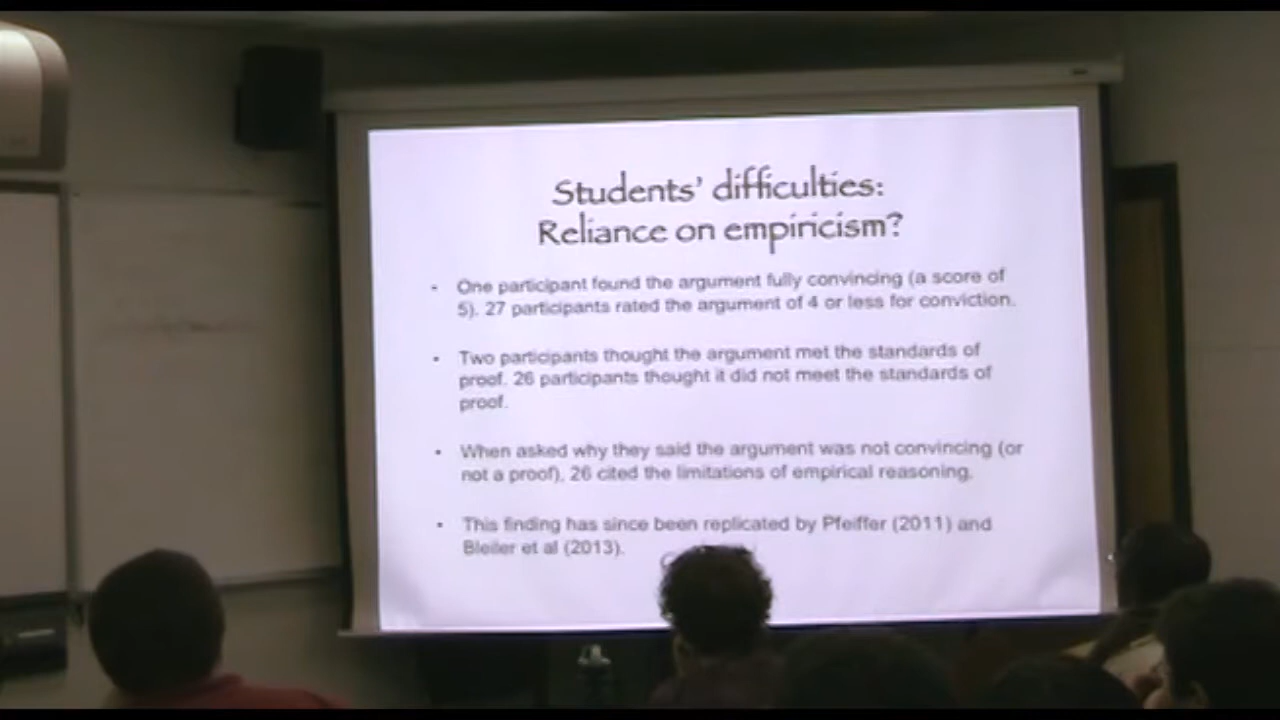 Students' difficulties:
Reliance on empiricism?
• One participant found the argument fully convincing (a score of
5). 27 participants rated the argument of 4 or less for conviction.
• Two participants thought the argument met the standards of
proof. 26 participants thought it did not meet the standards of
proof.
• When asked why they said the argument was not convincing (or
not a proof), 26 cited the limitations of empirical reasoning.
• This finding has since been replicated by Pfeiffer (2011) and
Bleiler et al (2013).